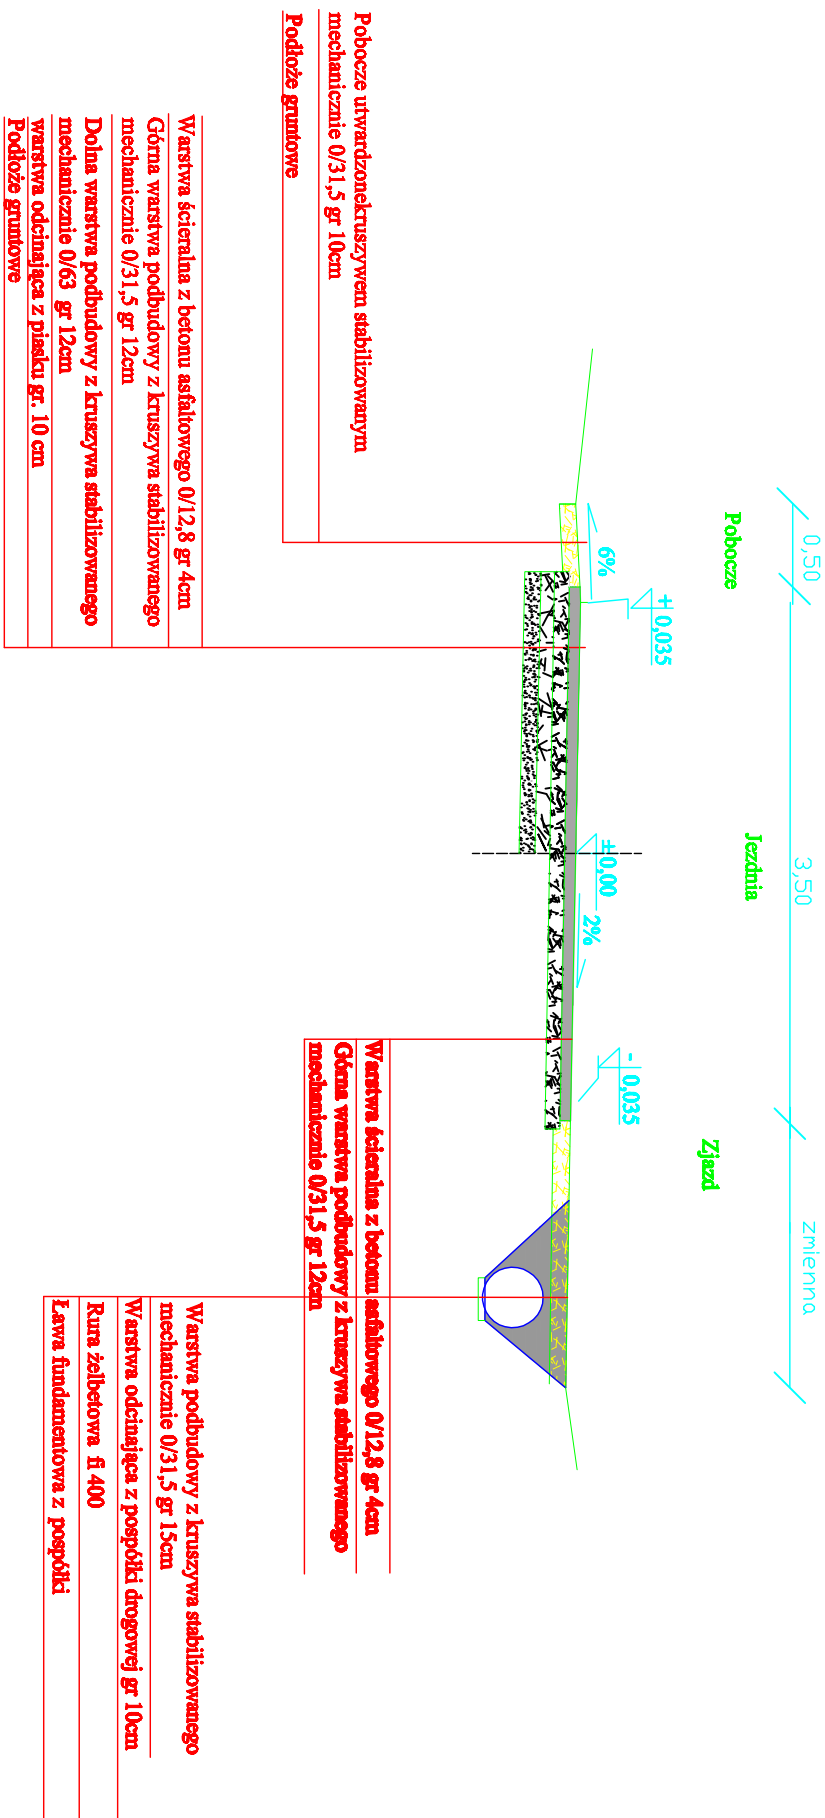 0,50
3,50
zmienna
Pobocze
Jezdnia
Zjazd
6%
+ 0,035
±0,00
2%
- 0,035
Pobocze utwardzonekruszywem stabilizowanym
mechanicznie 0/31,5 gr 10cm
Podłoże gruntowe
Warstwa ścieralna z betonu asfaltowego 0/12,8 gr 4cm
Górna warstwa podbudowy z kruszywa stabilizowanego
mechanicznie 0/31,5 gr 12cm
Dolna warstwa podbudowy z kruszywa stabilizowanego
mechanicznie 0/63 gr 12cm
warstwa odcinająca z piasku gr. 10 cm
Podłoże gruntowe
Warstwa ścieralna z betonu asfaltowego 0/12,8 gr 4cm
Górna warstwa podbudowy z kruszywa stabilizowanego
mechanicznie 0/31,5 gr 12cm
Warstwa podbudowy z kruszywa stabilizowanego
mechanicznie 0/31,5 gr 15cm
Warstwa odcinająca z pospółki drogowej gr 10cm
Rura żelbetowa fi 400
Ława fundamentowa z pospółki